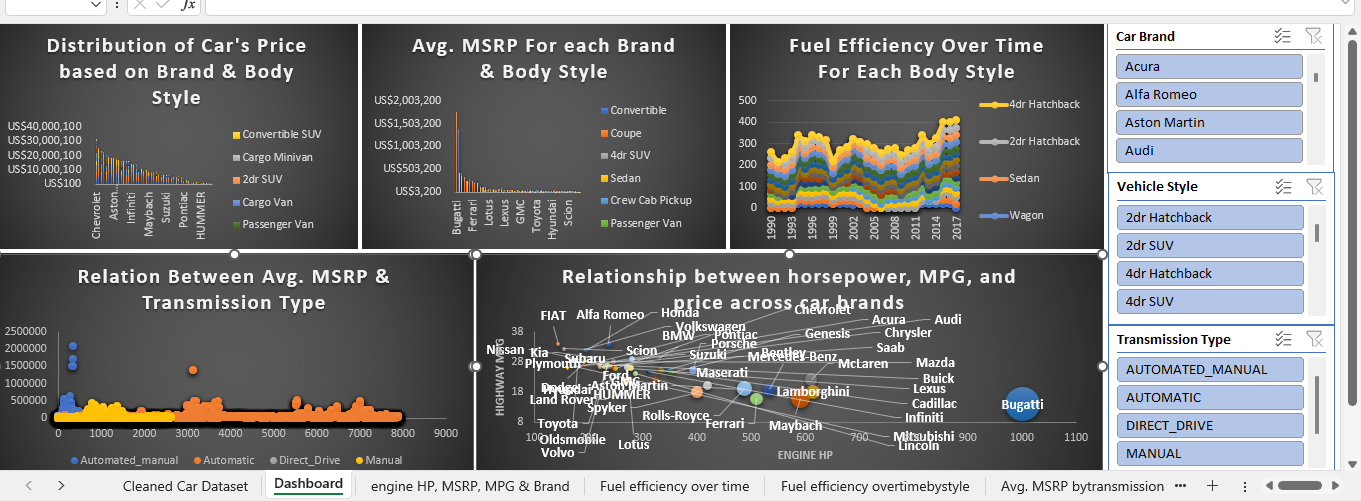 fx
Distribution of Car's Price
based on Brand & Body
Style
US$40,000,100
US$30,000,100
US$20,000,100
US$10,000,100
US$100
Chevrolet
Aston
Infiniti
Maybach
Suzuki
Pontiac
HUMMER
Convertible SUV
Cargo Minivan
2dr SUV
Cargo Van
Passenger Van
Avg. MSRP For each Brand
& Body Style
US$2,003,200
US$1,503,200
US$1,003,200
US$503,200
US$3,200
Bugatti
Ferrari
Lotus
Lexus
GMC
Toyota
Hyundai
Scion
Convertible
Coupe
4dr SUV
Sedan
Crew Cab Pickup
Passenger Van
Fuel Efficiency Over Time
For Each Body Style
500
400
300
200
100
0
1990
1993
1996
1999
2002
2005
2008
2011
2014
2017
4dr Hatchback
2dr Hatchback
Sedan
Wagon
Car Brand
Acura
Alfa Romeo
Aston Martin
Audi
Vehicle Style
2dr Hatchback
2dr SUV
4dr Hatchback
4dr SUV
Transmission Type
AUTOMATED_MANUAL
AUTOMATIC
DIRECT_DRIVE
MANUAL
Relation Between Avg. MSRP &
Transmission Type
2500000
2000000
1500000
1000000
500000
0
0 1000 2000 3000 4000 5000 6000 7000 8000 9000
Automated_manual Automatic Direct_Drive Manual
Relationship between horsepower, MPG, and
price across car brands
HIGHWAY MPG
38
28
18
8
FIAT
Alfa Romeo
Honda
Chevrolet
Acura
Audi
Volkswagen
BMW
Pontiac
Genesis
Chrysler
Porsche
Nissan
Kia
Scion
Suzuki
Bentley
Mercedes-Benz
Saab
Plymouth
Subaru
McLaren
Mazda
Ford
GMC
Maserati
Buick
Dodge
Hyundai
Aston Martin
HUMMER
Lamborghini
Lexus
Land Rover
Spyker
Cadillac
Bugatti
Rolls-Royce
Infiniti
Toyota
Ferrari
Maybach
Oldsmobile
Mitsubishi
Volvo
Lotus
Lincoln
100 200 300 400 500 600 700 800 900 1000 1100
ENGINE HP
Cleaned Car Dataset
Dashboard
engine HP, MSRP, MPG & Brand
Fuel efficiency over time
Fuel efficiency overtimebystyle
Avg. MSRP bytransmission